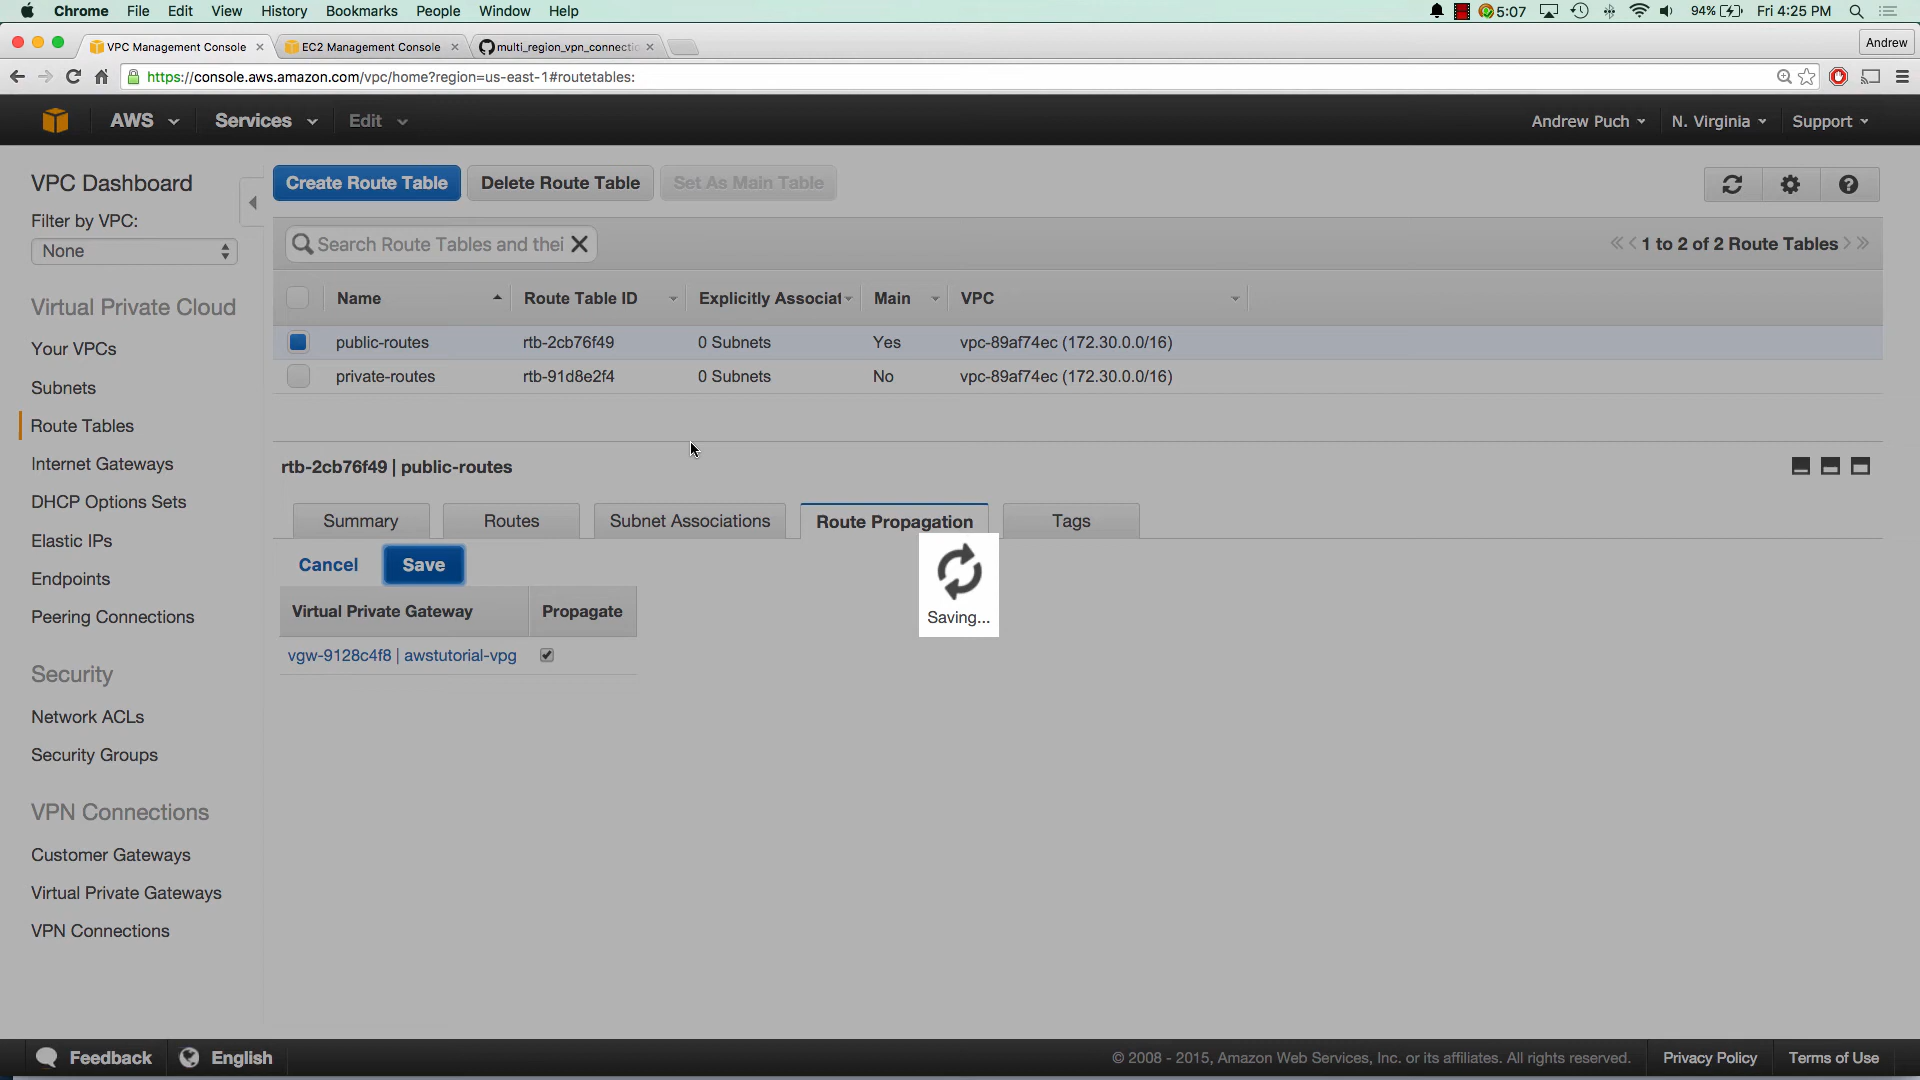 Chrome File Edit View History Bookmarks People Window Help 5:07 94% Fri 4:25 PM
VPC Management Console EC2 Management Console multi_region_vpn_connectio Andrew
https://console.aws.amazon.com/vpc/home?region=us-east-1#routetables:
AWS Services Edit Andrew Puch N. Virginia Support
VPC Dashboard
Filter by VPC:
None
Virtual Private Cloud
Your VPCs
Subnets
Route Tables
Internet Gateways
DHCP Options Sets
Elastic IPs
Endpoints
Peering Connections
Security
Network ACLs
Security Groups
VPN Connections
Customer Gateways
Virtual Private Gateways
VPN Connections
Create Route Table Delete Route Table Set As Main Table
Search Route Tables and thei 1 to 2 of 2 Route Tables
Name Route Table ID Explicitly Associat Main VPC
public-routes rtb-2cb76f49 0 Subnets Yes vpc-89af74ec (172.30.0.0/16)
private-routes rtb-91d8e2f4 0 Subnets No vpc-89af74ec (172.30.0.0/16)
rtb-2cb76f49 | public-routes
Summary Routes Subnet Associations Route Propagation Tags
Cancel Save
Virtual Private Gateway Propagate
vgw-9128c4f8 | awstutorial-vpg
Saving...
Feedback English © 2008 - 2015, Amazon Web Services, Inc. or its affiliates. All rights reserved. Privacy Policy Terms of Use